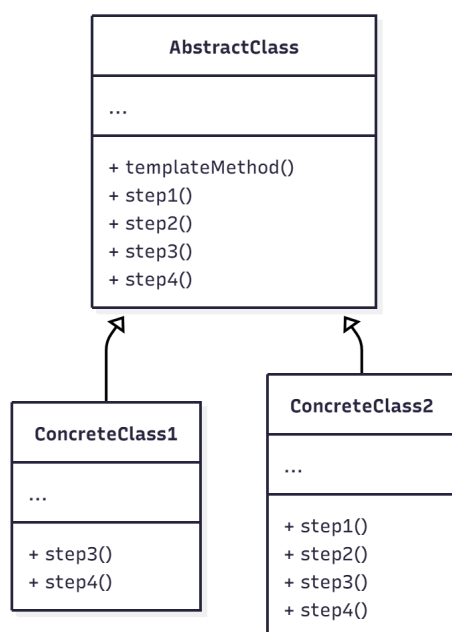 AbstractClass
...
+ templateMethod()
+ step1()
+ step2()
+ step3()
+ step4()
ConcreteClass1
...
+ step3()
+ step4()
ConcreteClass2
...
+ step1()
+ step2()
+ step3()
+ step4()